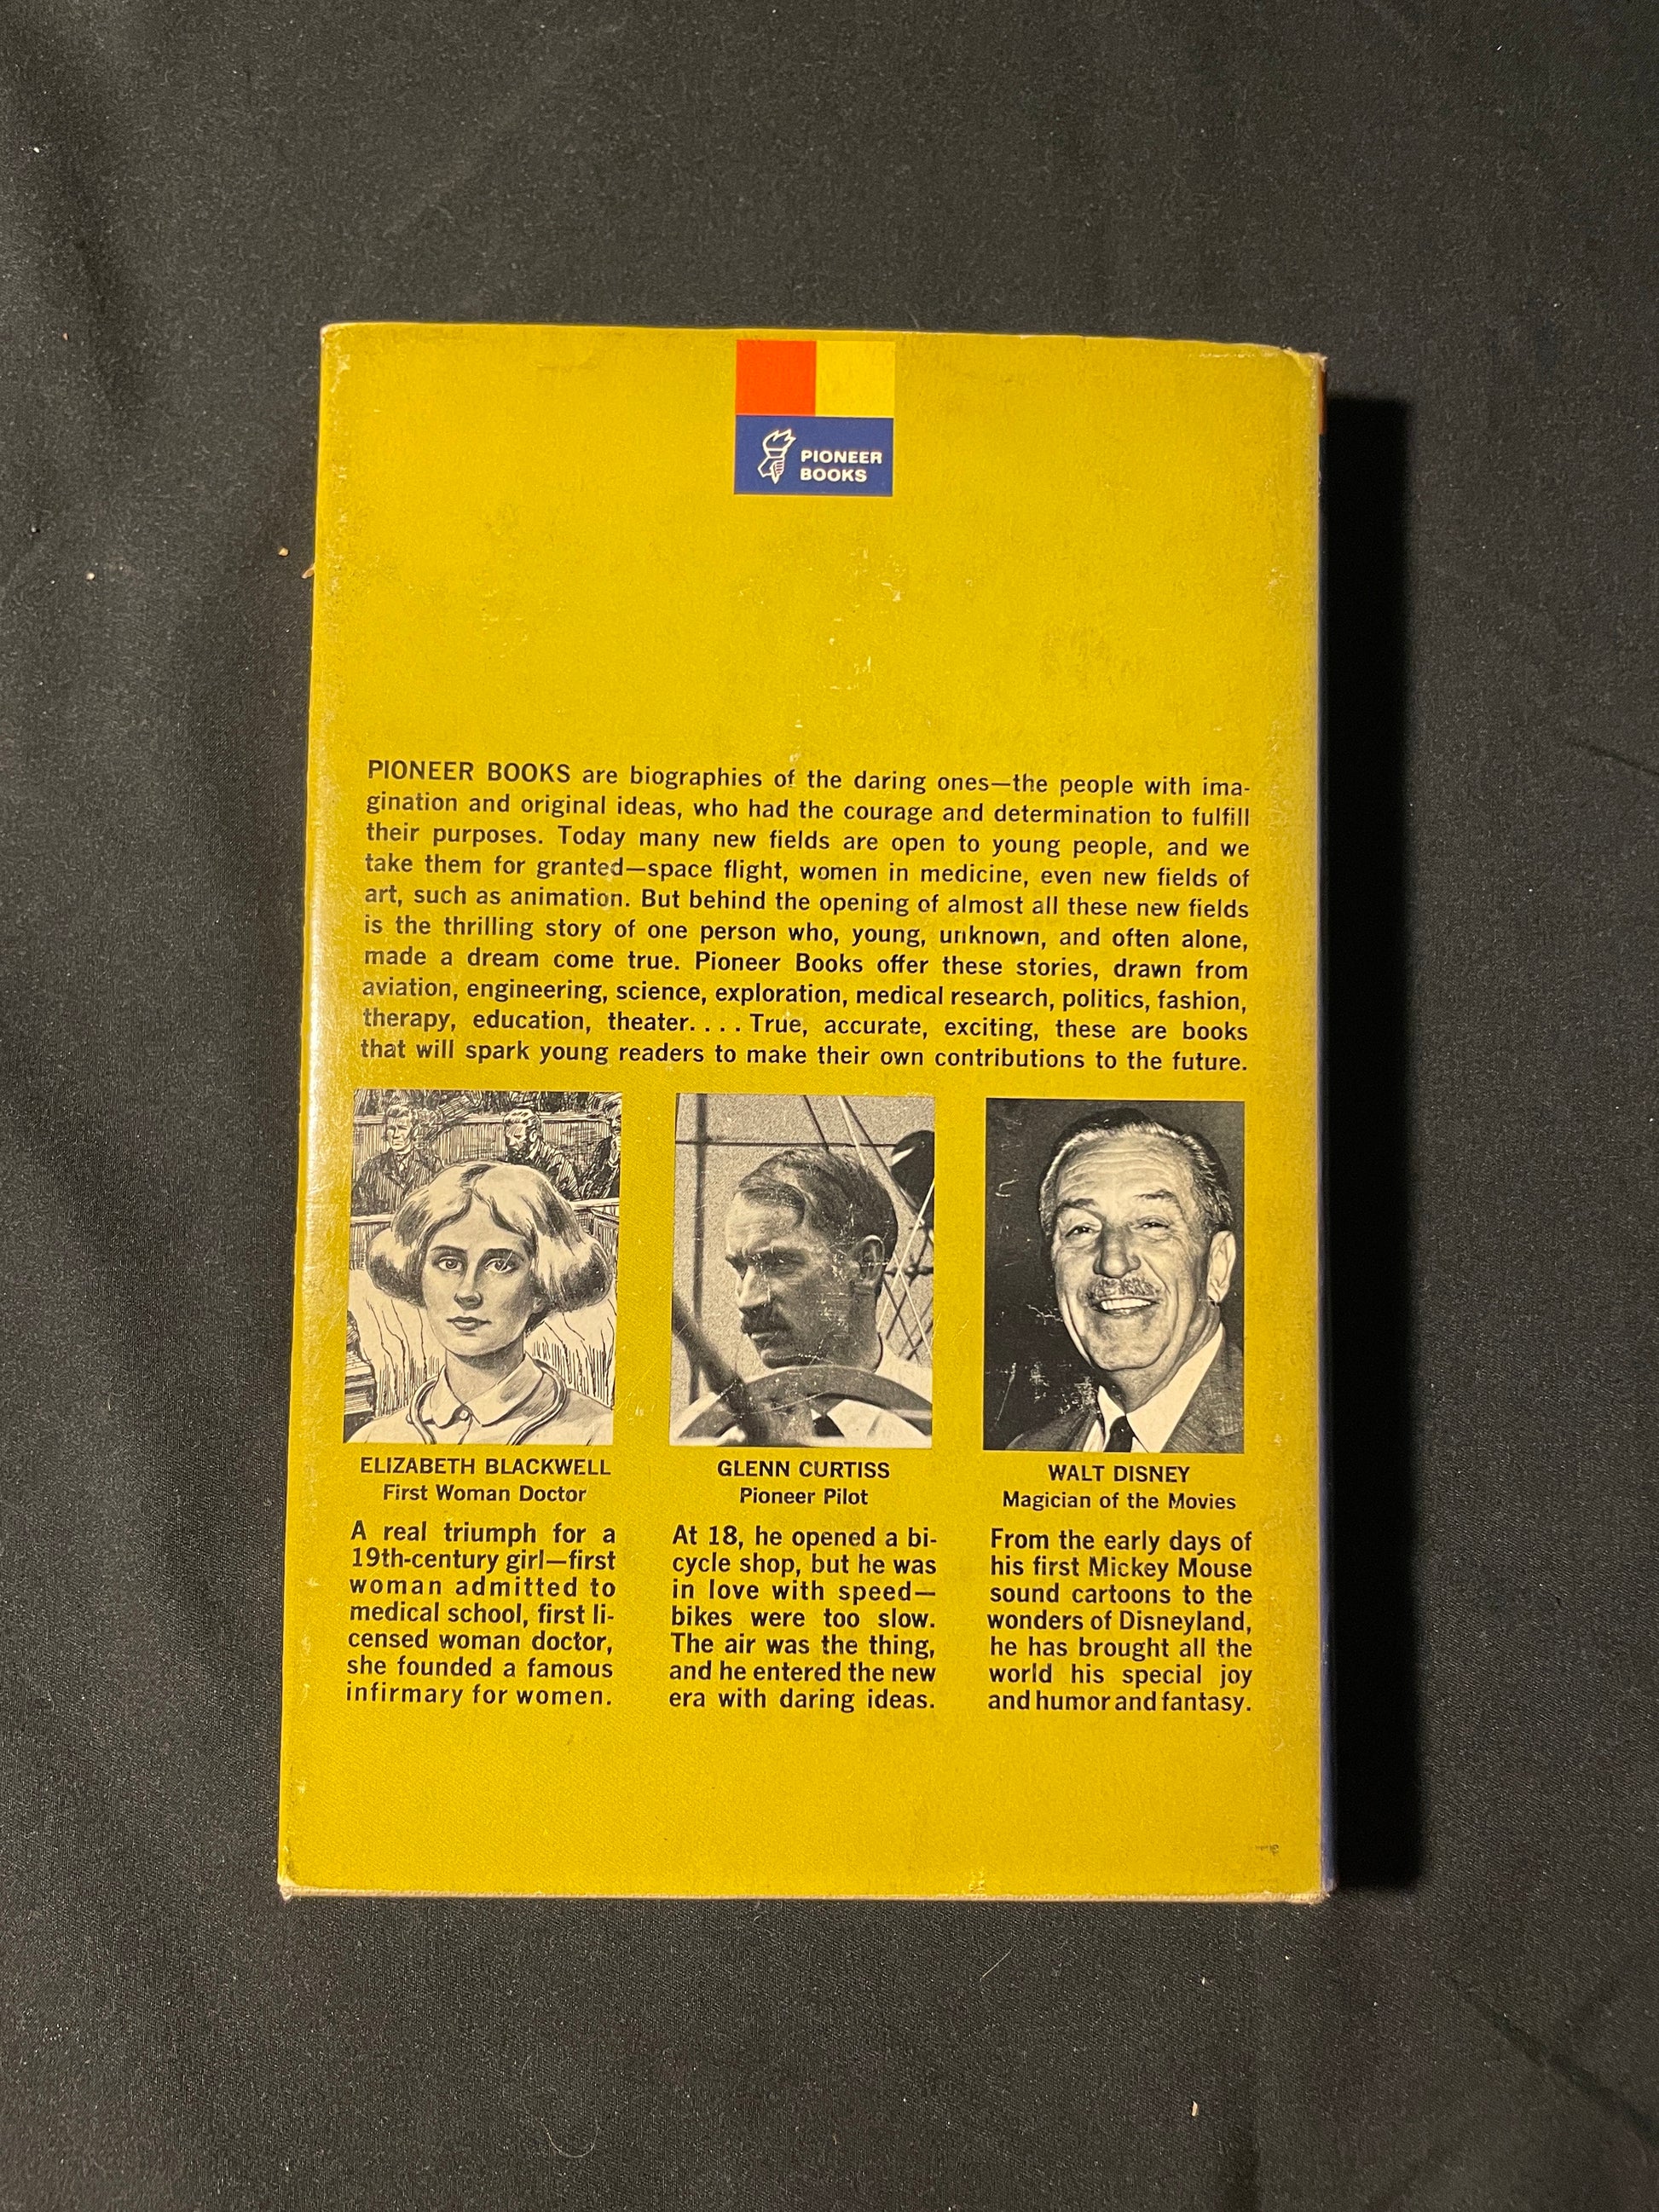 PIONEER
BOOKS
PIONEER BOOKS are biographies of the daring ones—the people with ima-
gination and original ideas, who had the courage and determination to fulfill
their purposes. Today many new fields are open to young people, and we
take them for granted—space flight, women in medicine, even new fields of
art, such as animation. But behind the opening of almost all these new fields
is the thrilling story of one person who, young, unknown, and often alone,
made a dream come true. Pioneer Books offer these stories, drawn from
aviation, engineering, science, exploration, medical research, politics, fashion,
therapy, education, theater. . . . True, accurate, exciting, these are books
that will spark young readers to make their own contributions to the future.
ELIZABETH BLACKWELL
First Woman Doctor
A real triumph for a
19th-century girl—first
woman admitted to
medical school, first li-
censed woman doctor,
she founded a famous
infirmary for women.
GLENN CURTISS
Pioneer Pilot
At 18, he opened a bi-
cycle shop, but he was
in love with speed—
bikes were too slow.
The air was the thing,
and he entered the new
era with daring ideas.
WALT DISNEY
Magician of the Movies
From the early days of
his first Mickey Mouse
sound cartoons to the
wonders of Disneyland,
he has brought all the
world his special joy
and humor and fantasy.